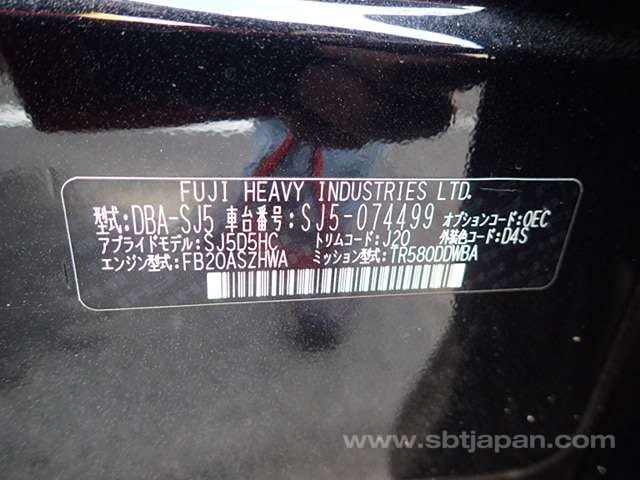 FUJI HEAVY INDUSTRIES LTD.
型式:DBA-SJ5 車台番号:SJ5-074499 オプションコード:OEC
アプライドモデル:SJ5D5HC トリムコード:J20 外装色コード:D4S
エンジン型式:FB20ASZHWA ミッション型式:TR580DDWBA
www.sbtjapan.com/